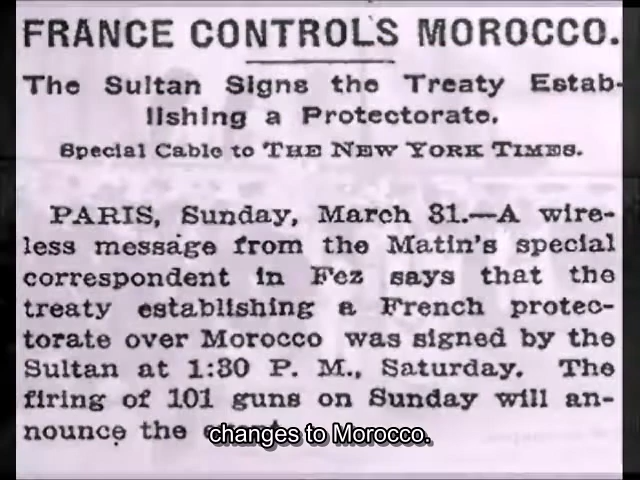 FRANCE CONTROLS MOROCCO.
The Sultan Signs the Treaty Estab-
lishing a Protectorate.
Special Cable to THE NEW YORK TIMES.
PARIS, Sunday, March 31.—A wire-
less message from the Matin's special
correspondent in Fez says that the
treaty establishing a French protec-
torate over Morocco was signed by the
Sultan at 1:30 P. M., Saturday. The
firing of 101 guns on Sunday will an-
nounce the
changes to Morocco.